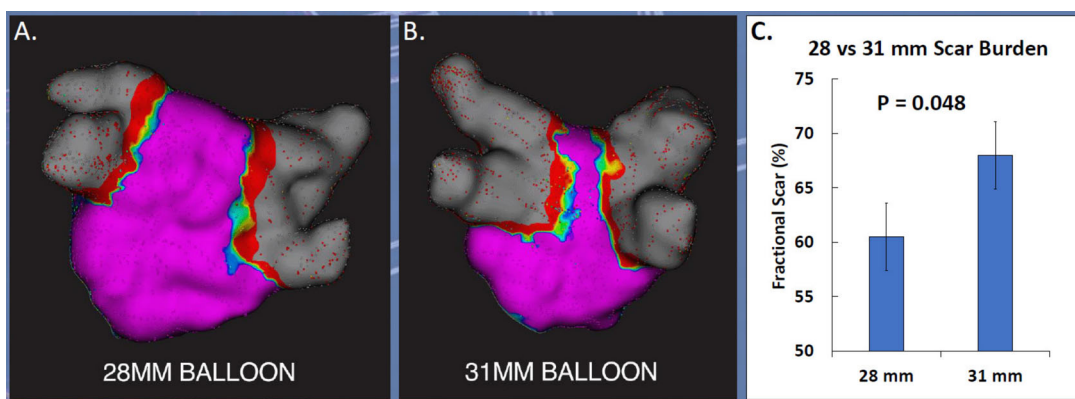 A.
28MM BALLOON
B.
31MM BALLOON
C.
28 vs 31 mm Scar Burden
P = 0.048
Fractional Scar (%)
75
70
65
60
55
50
28 mm
31 mm